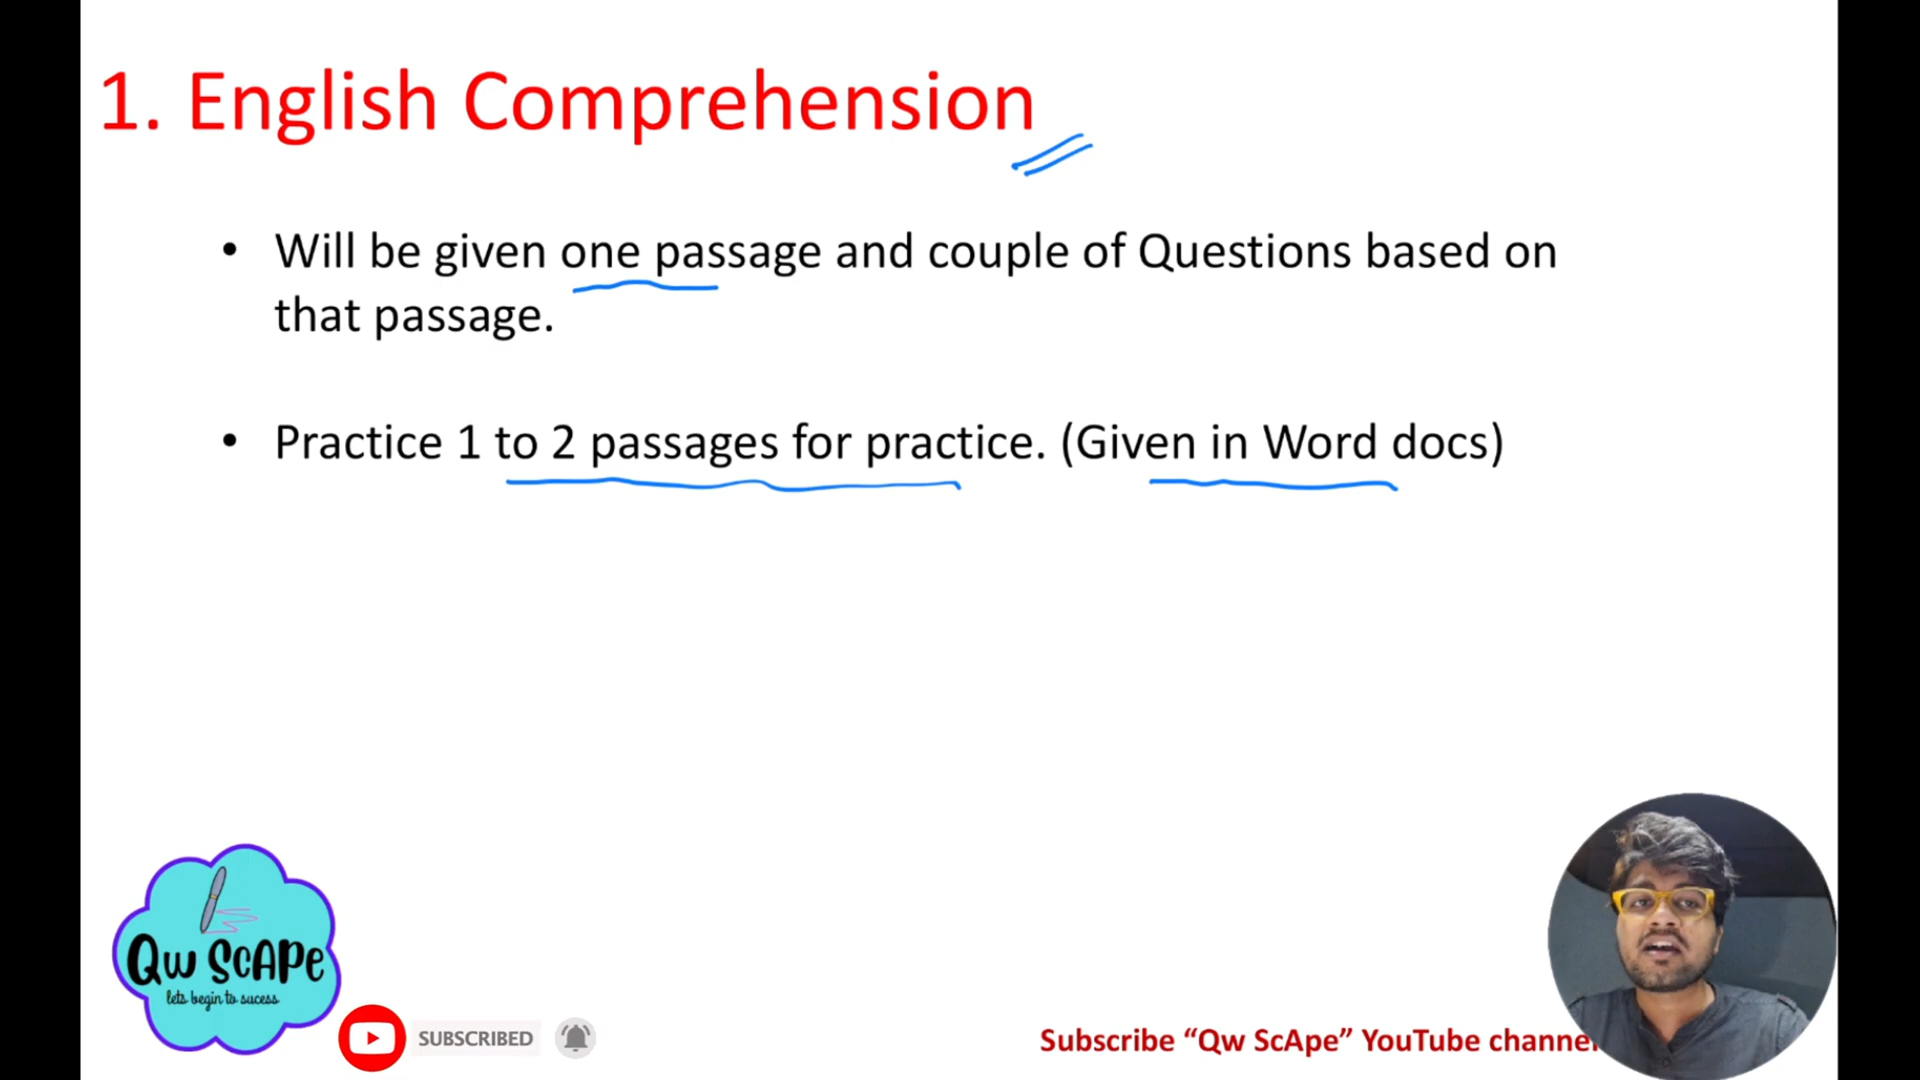 1. English Comprehension
• Will be given one passage and couple of Questions based on
that passage.
• Practice 1 to 2 passages for practice. (Given in Word docs)
Qw ScAPe
lets begin to sucess
SUBSCRIBED
Subscribe “Qw ScApe” YouTube channel